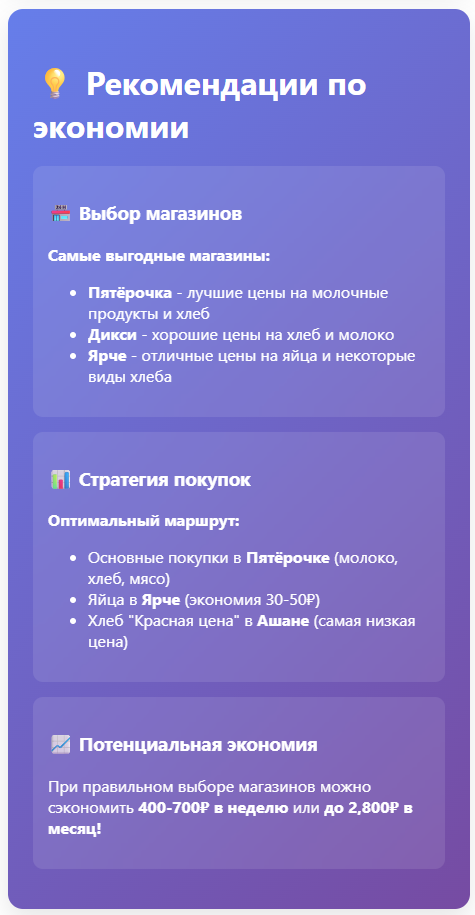 💡 Рекомендации по
экономии
🏪 Выбор магазинов
Самые выгодные магазины:
• Пятёрочка - лучшие цены на молочные
продукты и хлеб
• Дикси - хорошие цены на хлеб и молоко
• Ярче - отличные цены на яйца и некоторые
виды хлеба
📊 Стратегия покупок
Оптимальный маршрут:
• Основные покупки в Пятёрочке (молоко,
хлеб, мясо)
• Яйца в Ярче (экономия 30-50₽)
• Хлеб "Красная цена" в Ашане (самая низкая
цена)
📈 Потенциальная экономия
При правильном выборе магазинов можно
сэкономить 400-700₽ в неделю или до 2,800₽ в
месяц!